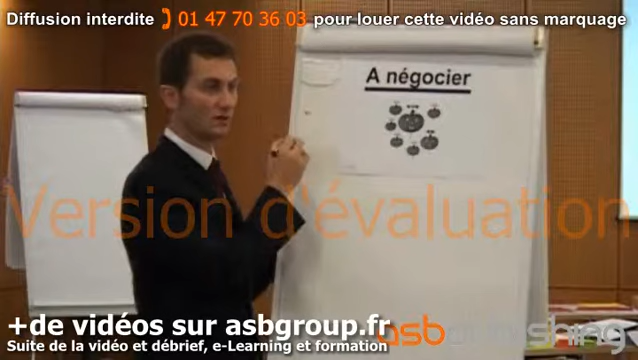 Diffusion interdite 01 47 70 36 03 pour louer cette vidéo sans marquage
A négocier
Version d'évaluation
+de vidéos sur asbgroup.fr
asb
Suite de la vidéo et débrief, e-Learning et formation